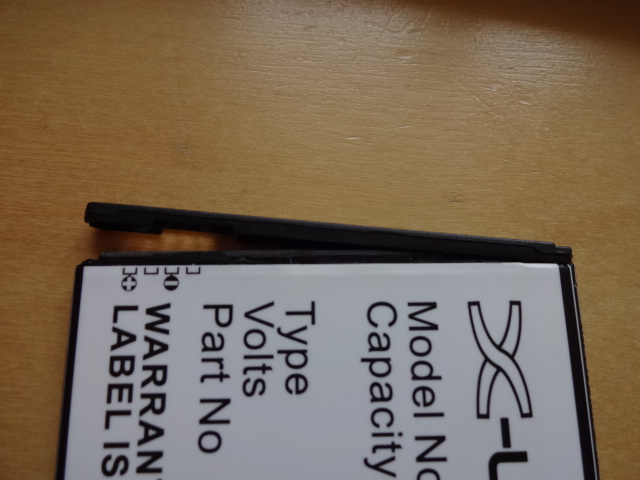 X-
Model No
Capacity
Type
Volts
Part No
WARRAN
LABEL IS